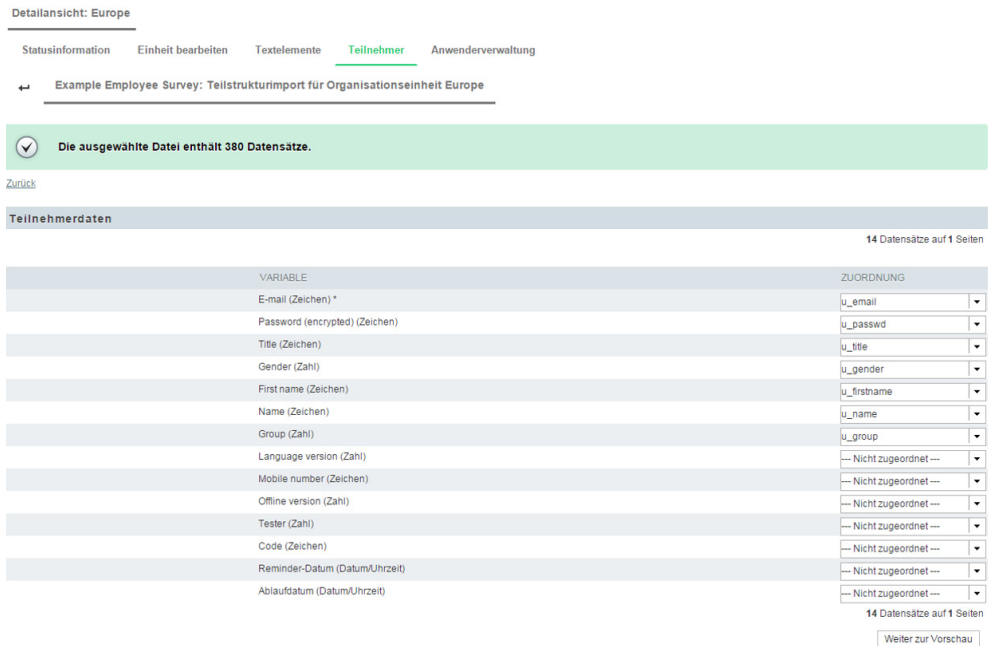 Detailansicht: Europe
Statusinformation Einheit bearbeiten Textelemente Teilnehmer Anwenderverwaltung
Example Employee Survey: Teilstrukturimport für Organisationseinheit Europe
Die ausgewählte Datei enthält 380 Datensätze.
Zurück
Teilnehmerdaten
14 Datensätze auf 1 Seiten
VARIABLE ZUORDNUNG
E-mail (Zeichen) * u_email
Password (encrypted) (Zeichen) u_passwd
Title (Zeichen) u_title
Gender (Zahl) u_gender
First name (Zeichen) u_firstname
Name (Zeichen) u_name
Group (Zahl) u_group
Language version (Zahl) --- Nicht zugeordnet ---
Mobile number (Zeichen) --- Nicht zugeordnet ---
Offline version (Zahl) --- Nicht zugeordnet ---
Tester (Zahl) --- Nicht zugeordnet ---
Code (Zeichen) --- Nicht zugeordnet ---
Reminder-Datum (Datum/Uhrzeit) --- Nicht zugeordnet ---
Ablaufdatum (Datum/Uhrzeit) --- Nicht zugeordnet ---
14 Datensätze auf 1 Seiten
Weiter zur Vorschau